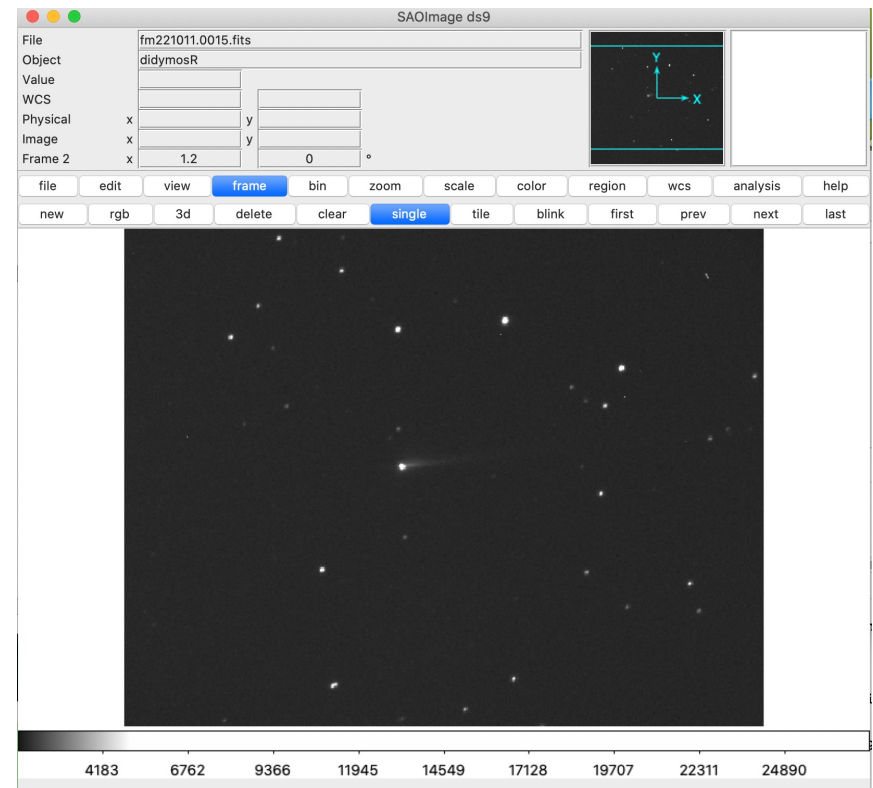 SAOImage ds9
File fm221011.0015.fits
Object didymosR
Value
WCS
Physical x y
Image x y
Frame 2 x 1.2 0 °
Y
X
file edit view frame bin zoom scale color region wcs analysis help
new rgb 3d delete clear single tile blink first prev next last
4183 6762 9366 11945 14549 17128 19707 22311 24890